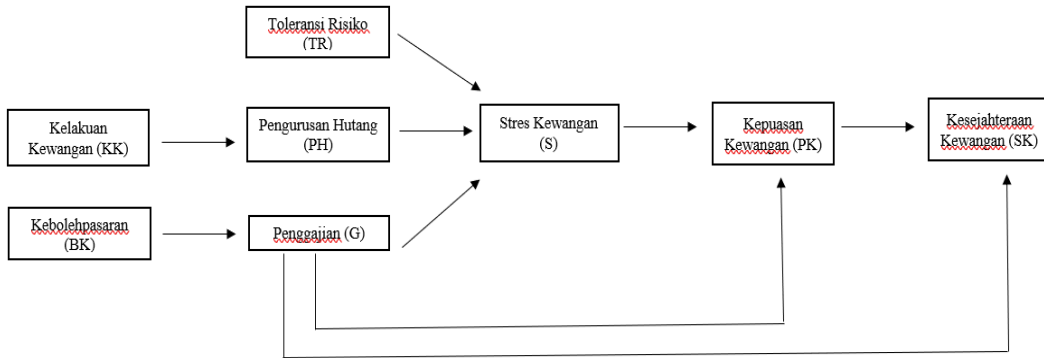 Toleransi Risiko
(TR)
Kelakuan
Kewangan (KK)
Pengurusan Hutang
(PH)
Stres Kewangan
(S)
Kepuasan
Kewangan (PK)
Kesejahteraan
Kewangan (SK)
Kebolehpasaran
(BK)
Penggajian (G)